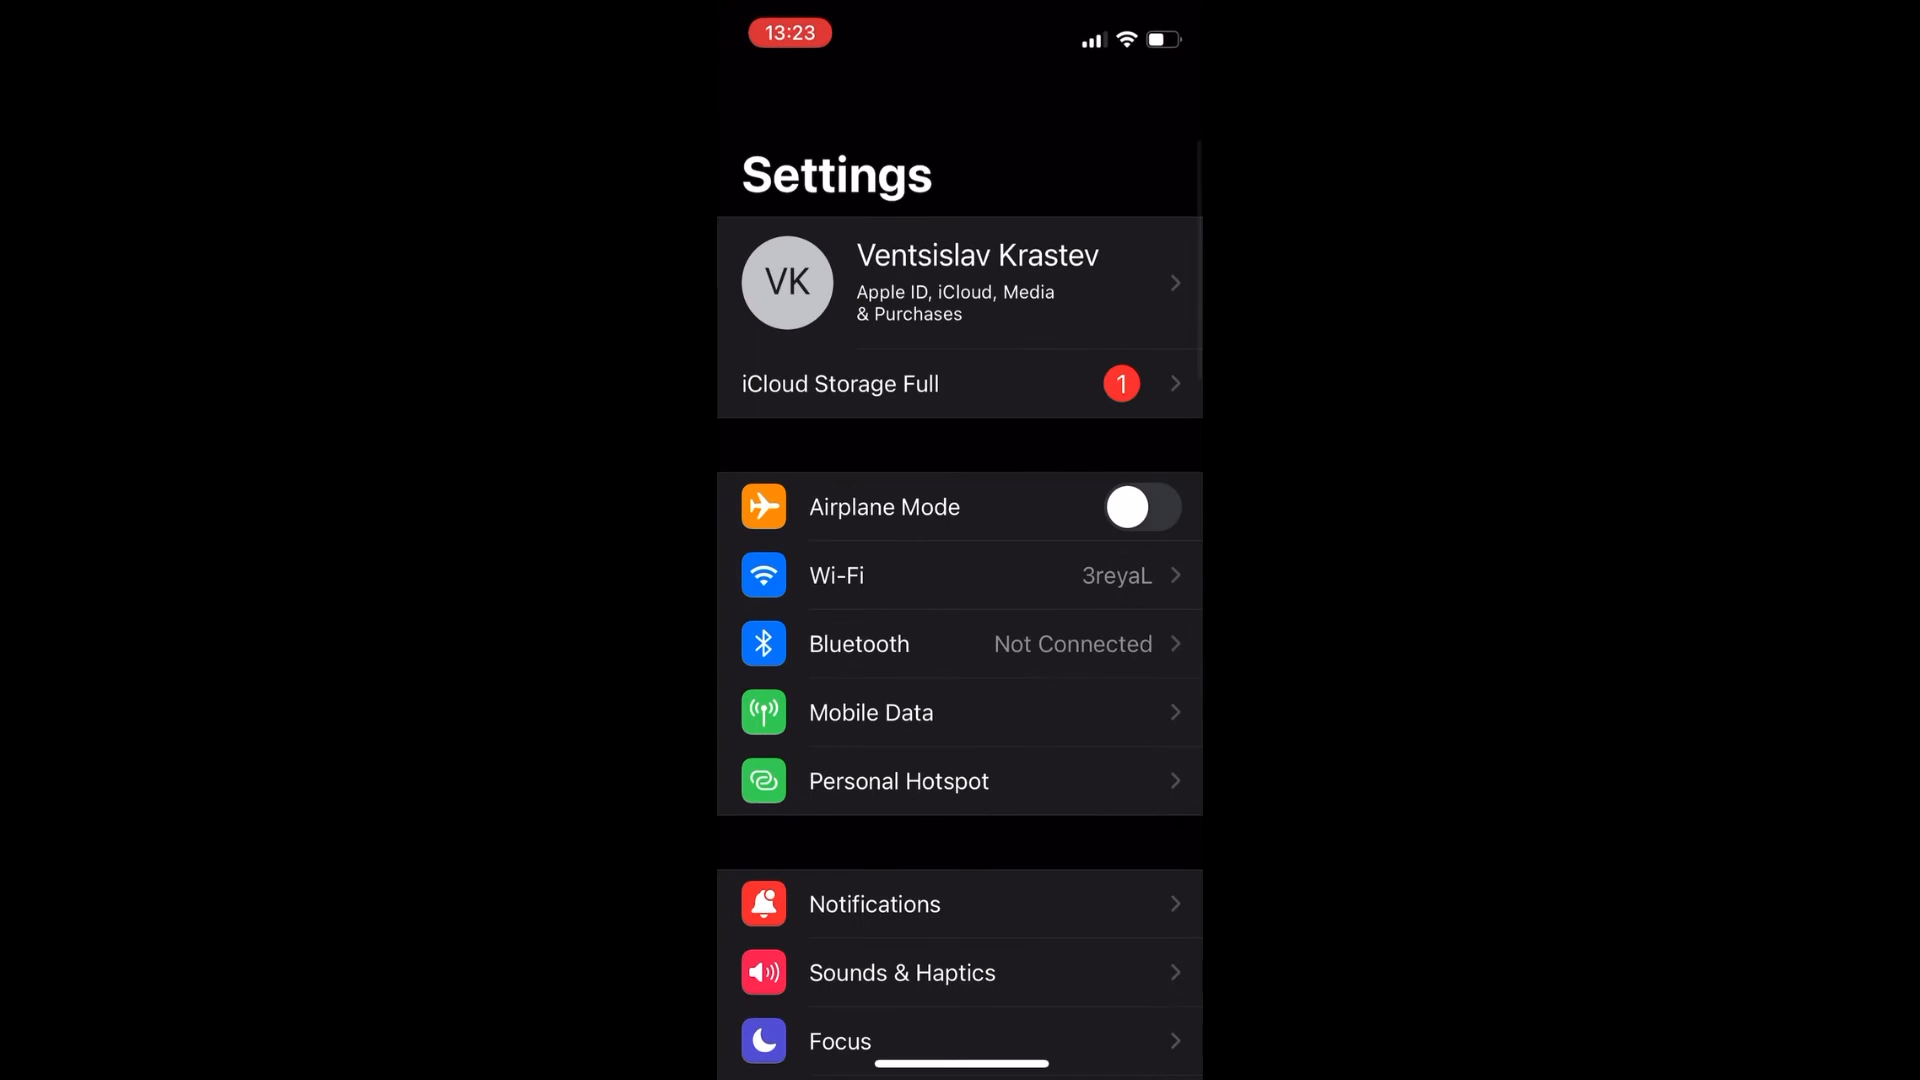 13:23
Settings
VK
Ventsislav Krastev
Apple ID, iCloud, Media
& Purchases
iCloud Storage Full 1
Airplane Mode
Wi-Fi 3reyaL
Bluetooth Not Connected
Mobile Data
Personal Hotspot
Notifications
Sounds & Haptics
Focus